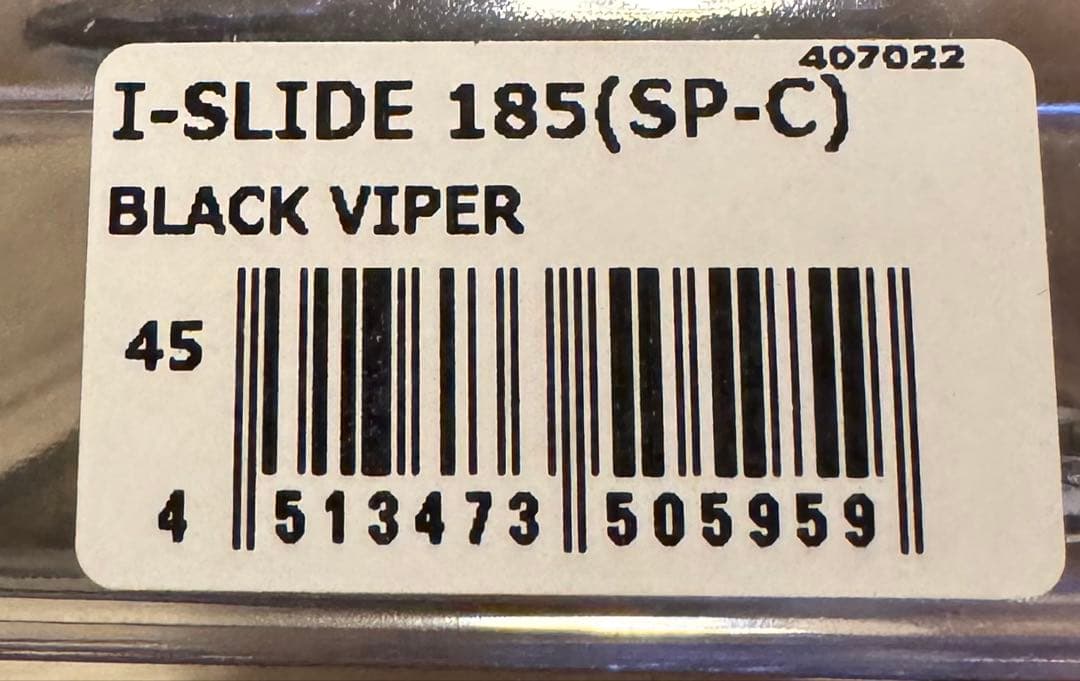 407022
I-SLIDE 185(SP-C)
BLACK VIPER
45
4 513473 505959